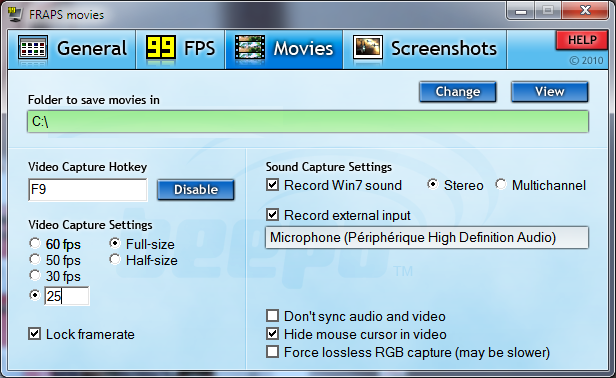 FRAPS movies
General
99 FPS
Movies
Screenshots
HELP
© 2010
Folder to save movies in
Change
View
C:\
Video Capture Hotkey
F9
Disable
Video Capture Settings
60 fps
Full-size
50 fps
Half-size
30 fps
25
Lock framerate
Sound Capture Settings
Record Win7 sound
Stereo
Multichannel
Record external input
Microphone (Périphérique High Definition Audio)
Don't sync audio and video
Hide mouse cursor in video
Force lossless RGB capture (may be slower)
beepa™